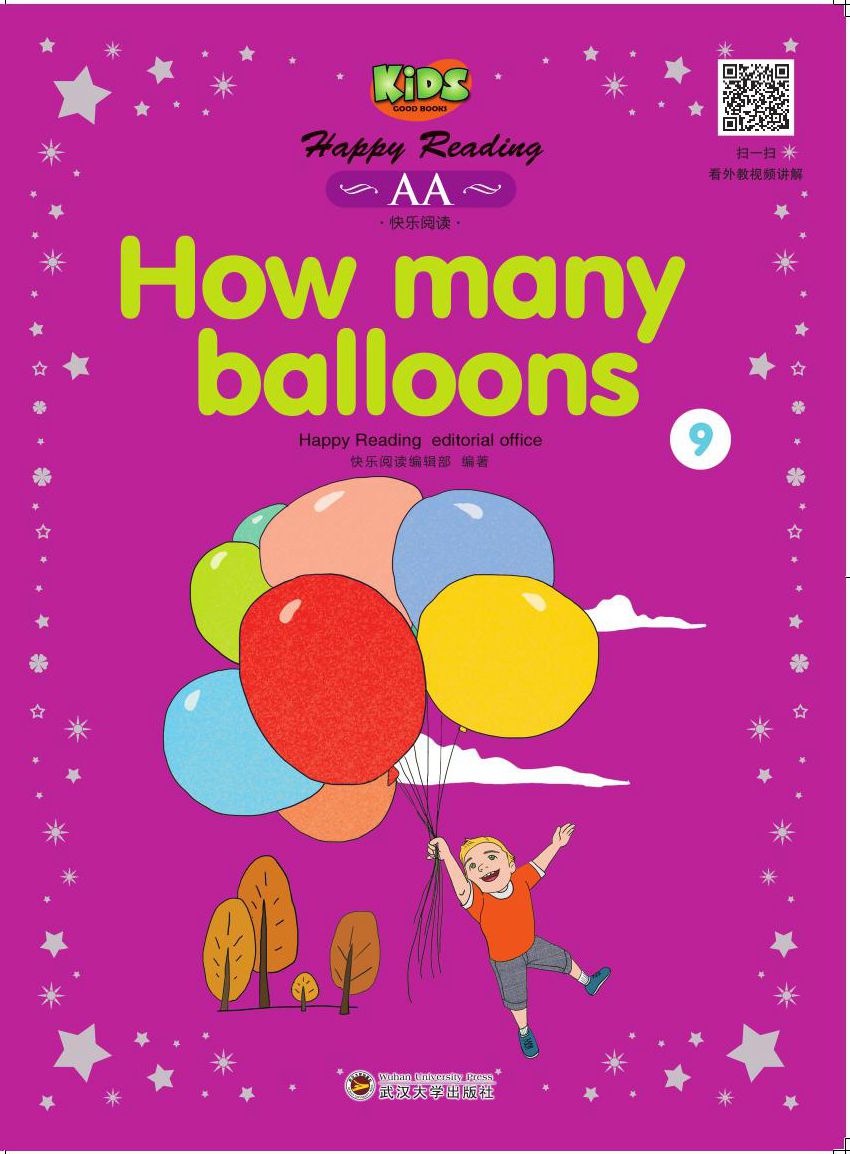 KiDS
GOOD BOOKS
Happy Reading
AA
·快乐阅读·
扫一扫
看外教视频讲解
How many
balloons
Happy Reading editorial office
快乐阅读编辑部 编著
9
Wuhan University Press
武汉大学出版社